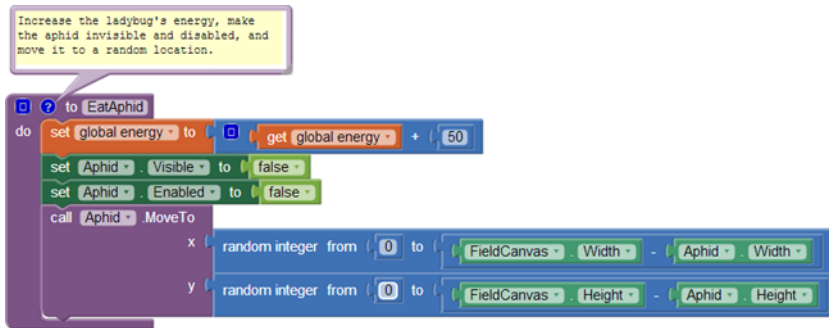 Increase the ladybug's energy, make
the aphid invisible and disabled, and
move it to a random location.
? to EatAphid
do set global energy to get global energy + 50
set Aphid . Visible to false
set Aphid . Enabled to false
call Aphid .MoveTo
x random integer from 0 to FieldCanvas . Width - Aphid . Width
y random integer from 0 to FieldCanvas . Height - Aphid . Height